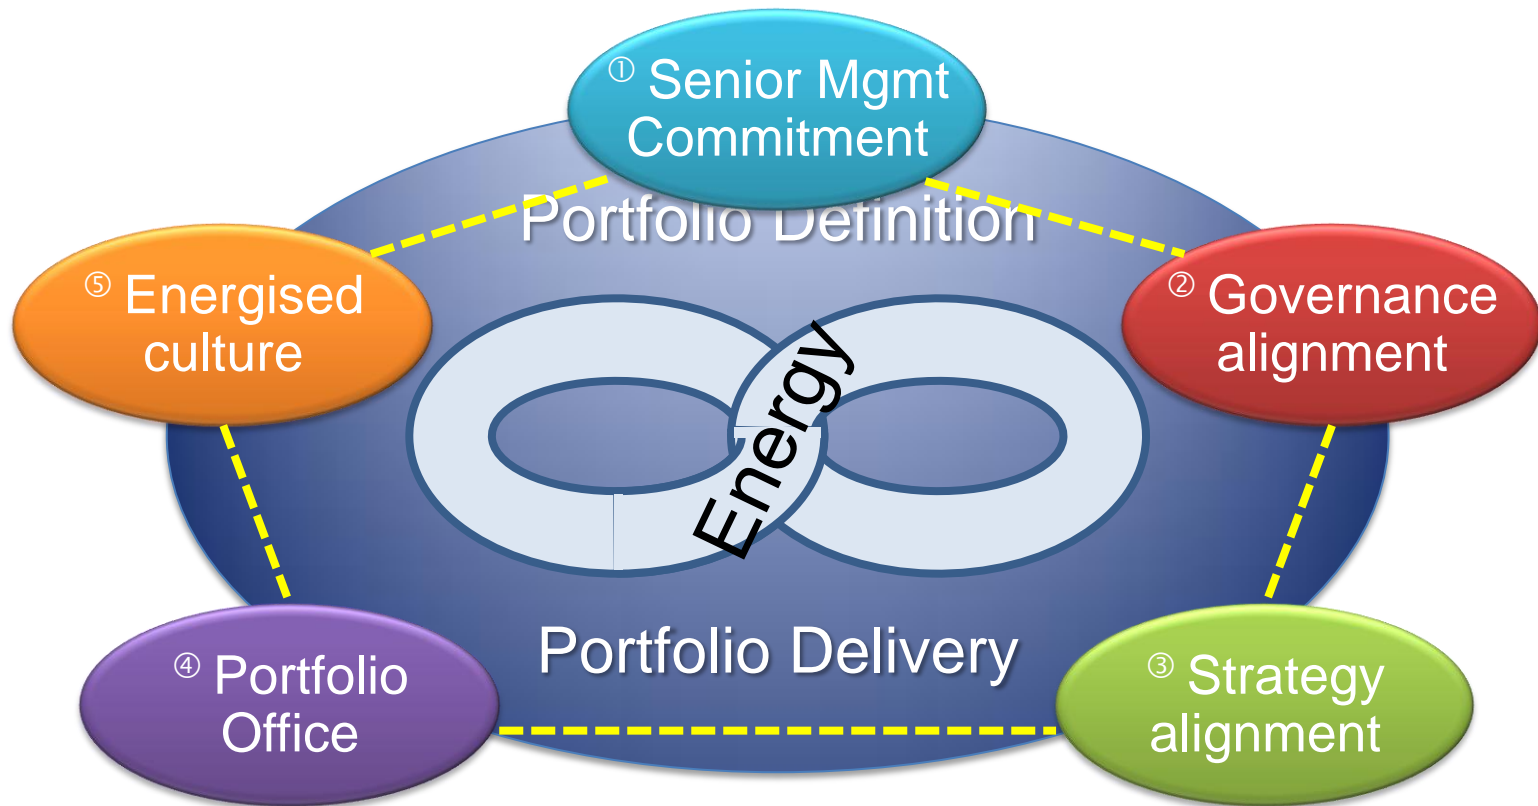 ① Senior Mgmt
Commitment
Portfolio Definition
⑤ Energised
culture
② Governance
alignment
Energy
Portfolio Delivery
④ Portfolio
Office
③ Strategy
alignment